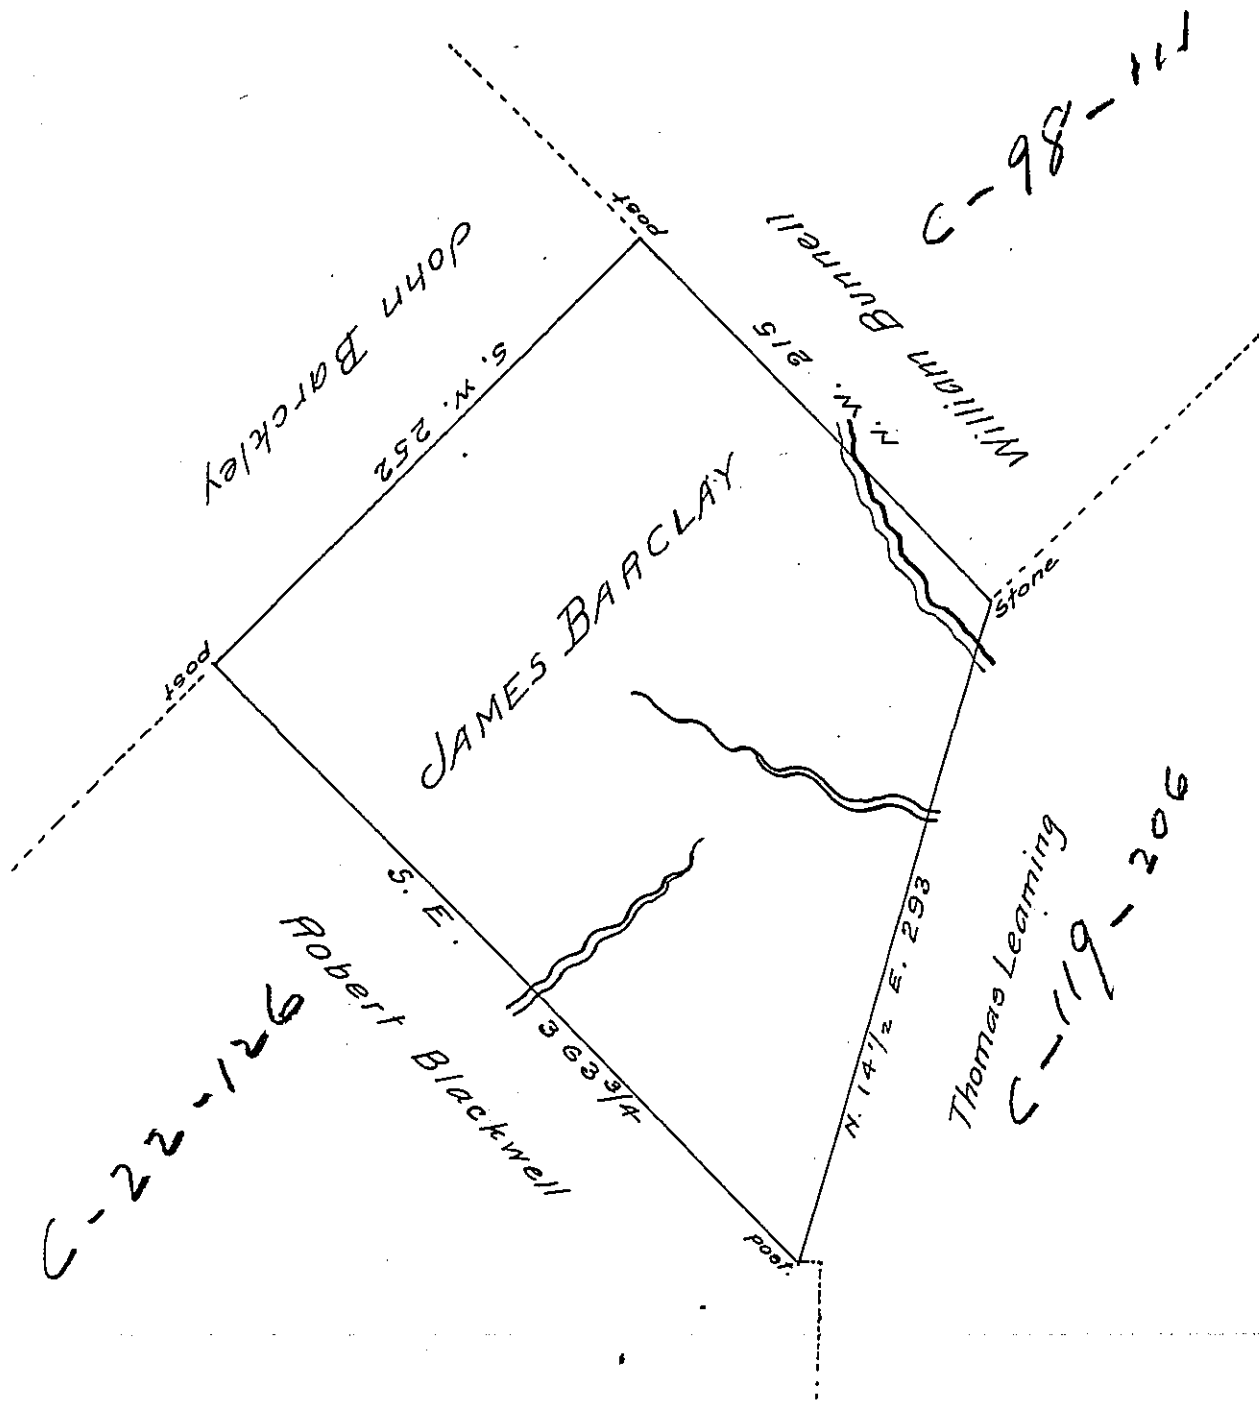 C-98-111
post
John Barckley
William Bunnell
S. W. 252
N. W. 215
JAMES BARCLAY
post
Stone
S. E. 363 3/4
Robert Blackwell
C-22-126
N. 14 1/2 E. 293
Thomas Leaming
C-119-206
post.